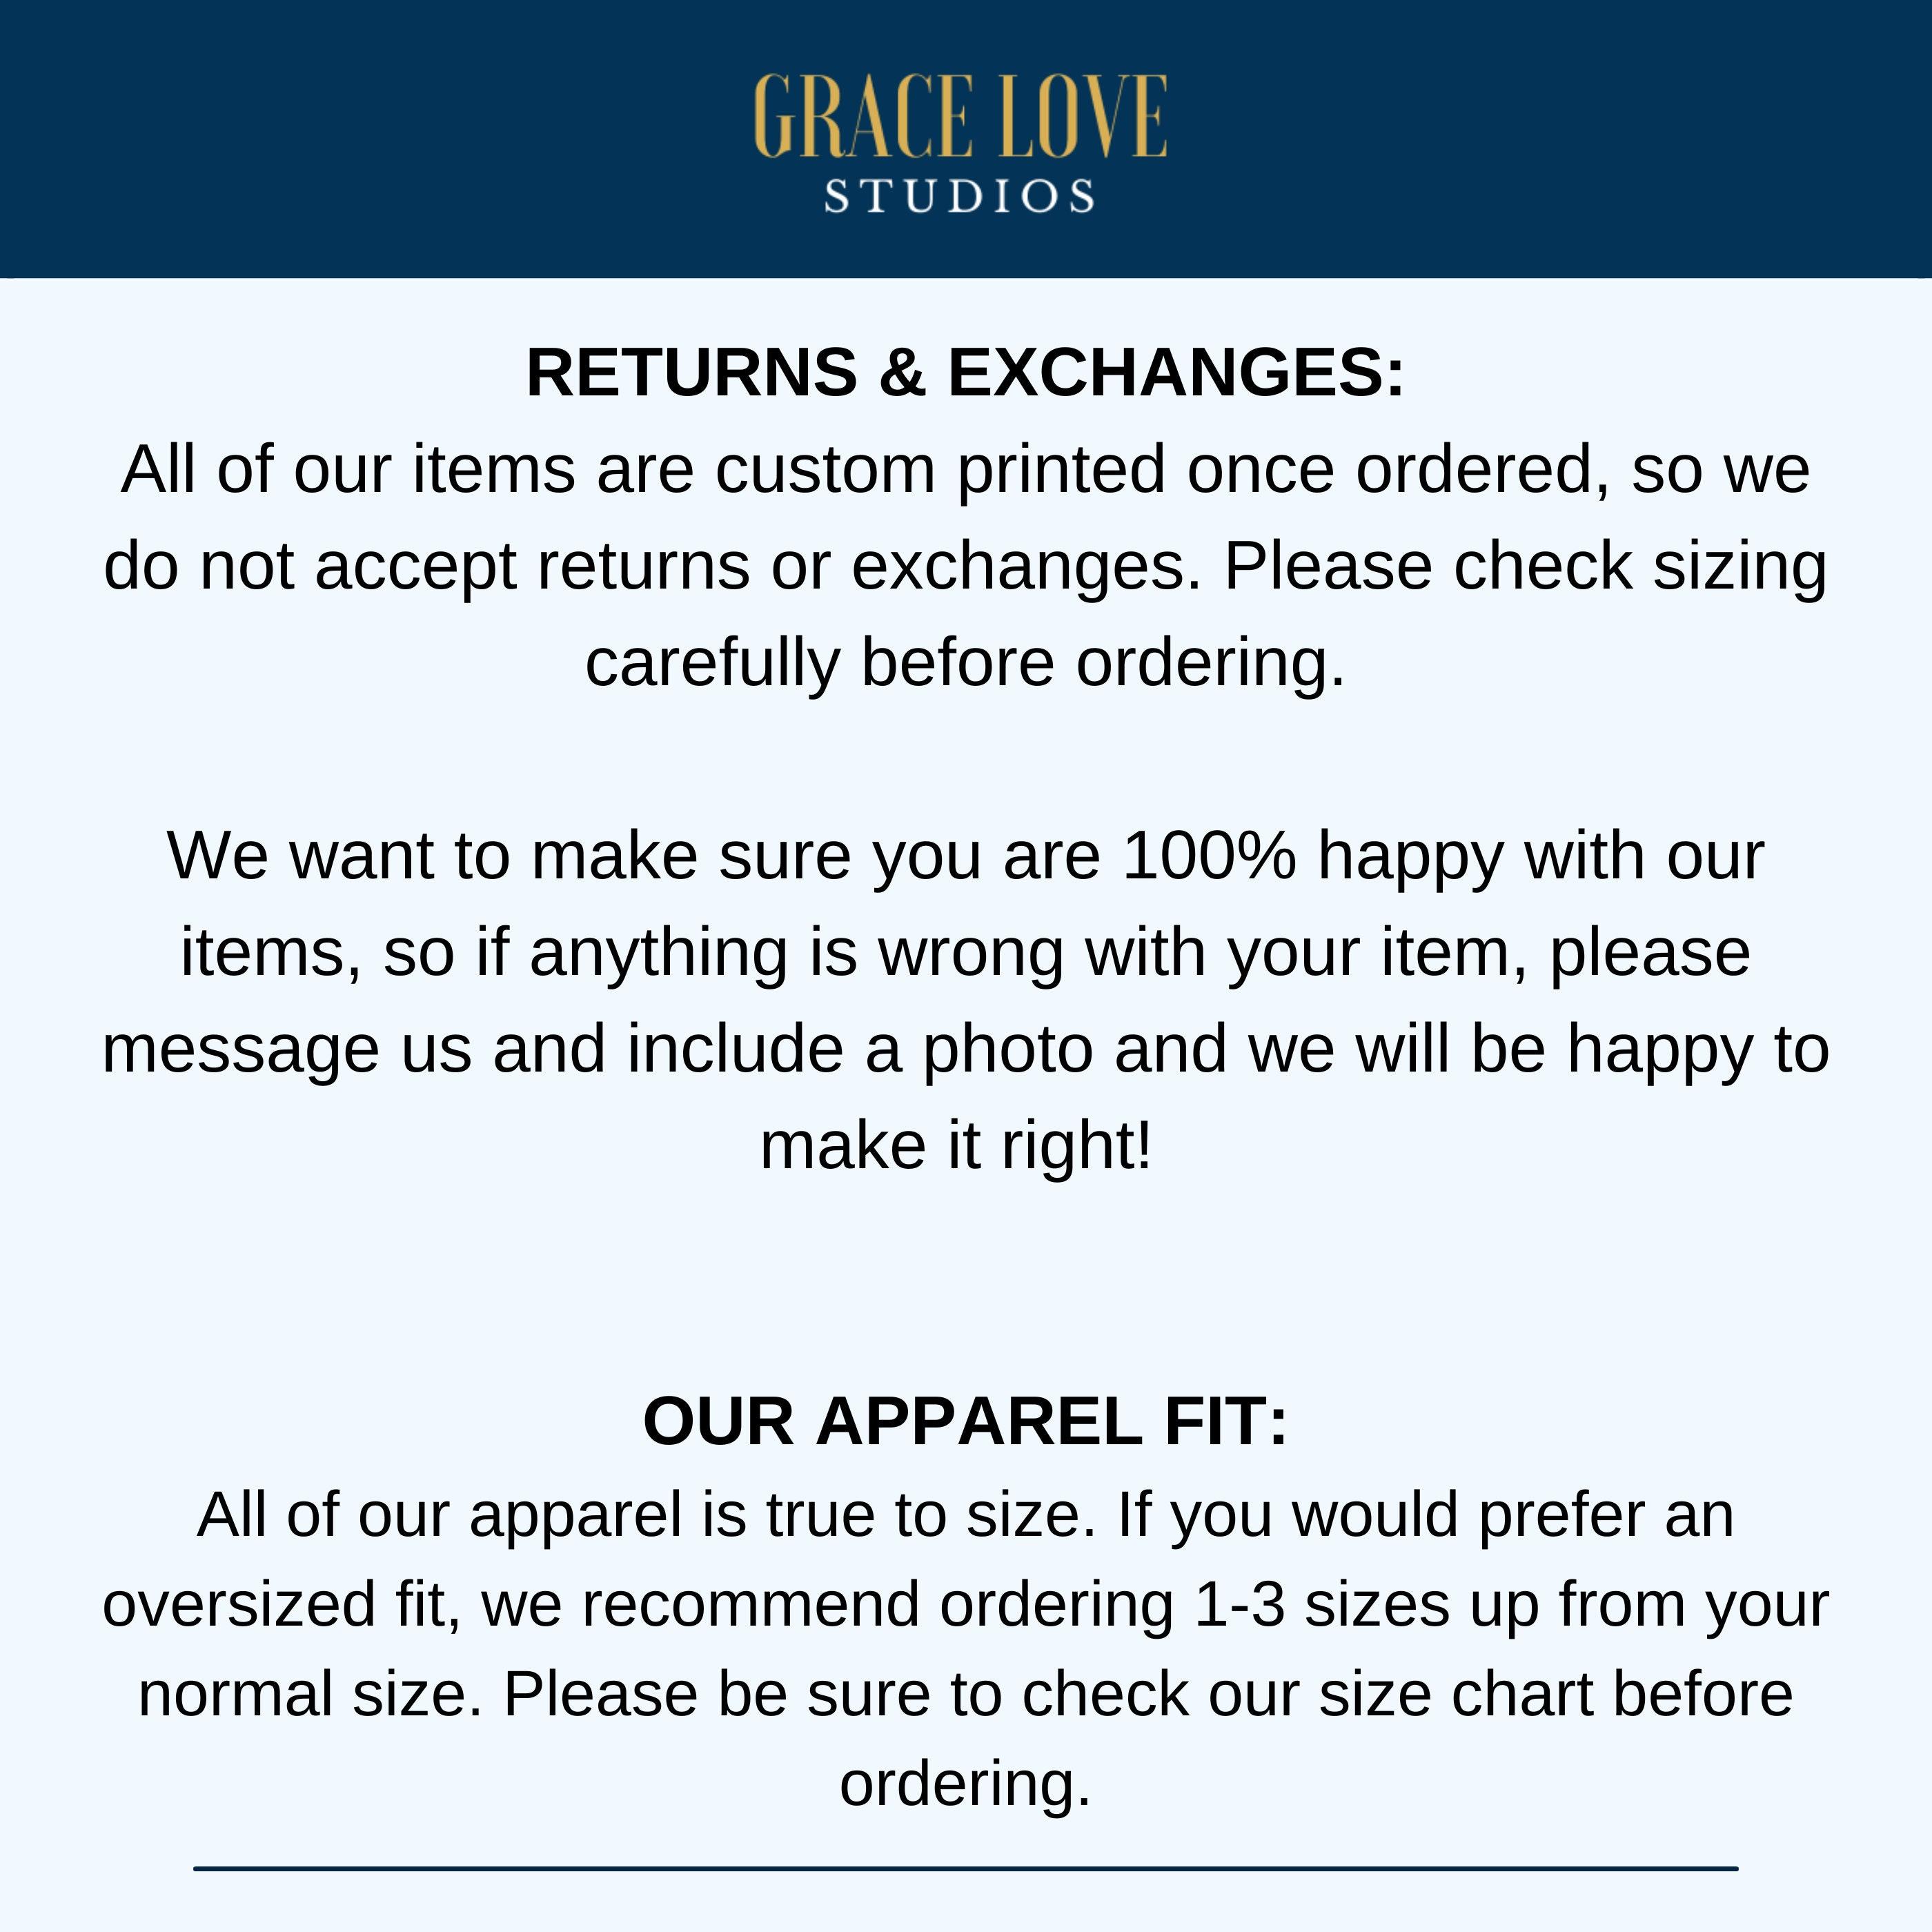 GRACE LOVE
STUDIOS
RETURNS & EXCHANGES:
All of our items are custom printed once ordered, so we
do not accept returns or exchanges. Please check sizing
carefully before ordering.
We want to make sure you are 100% happy with our
items, so if anything is wrong with your item, please
message us and include a photo and we will be happy to
make it right!
OUR APPAREL FIT:
All of our apparel is true to size. If you would prefer an
oversized fit, we recommend ordering 1-3 sizes up from your
normal size. Please be sure to check our size chart before
ordering.